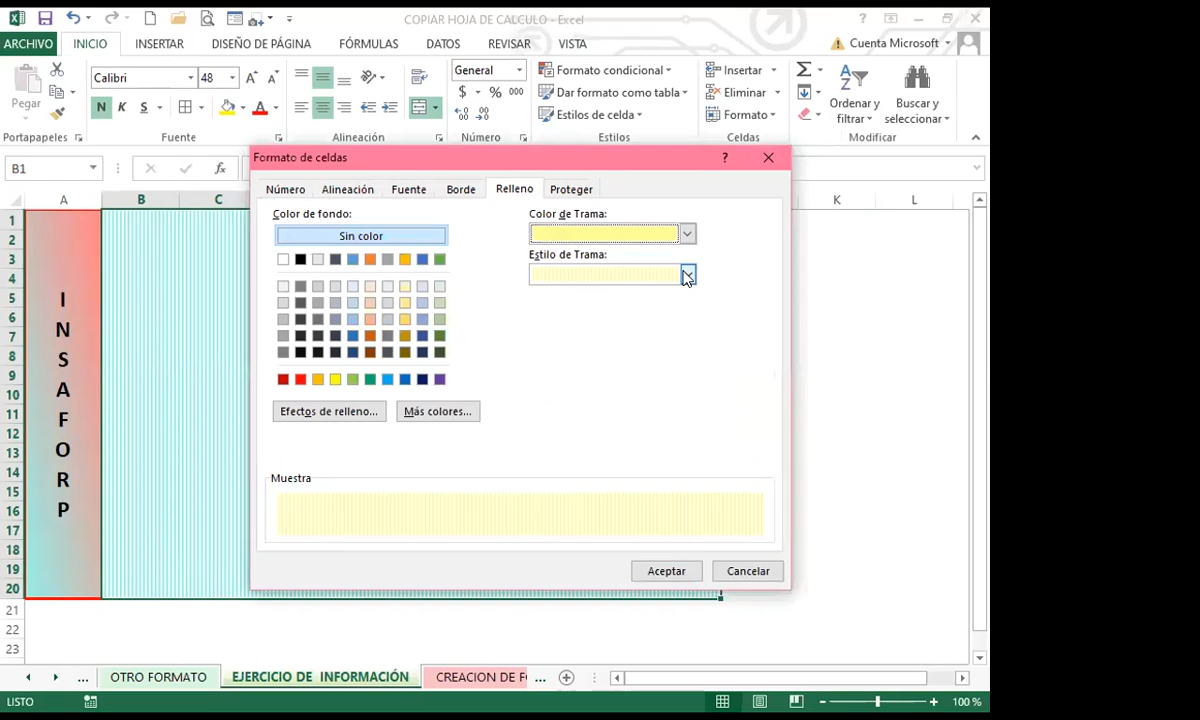 COPIAR HOJA DE CALCULO - Excel
ARCHIVO INICIO INSERTAR DISEÑO DE PÁGINA FÓRMULAS DATOS REVISAR VISTA Cuenta Microsoft
Calibri 48 General Formato condicional Insertar
Pegar N K S $ % 000 Dar formato como tabla Eliminar Ordenar y filtrar Buscar y seleccionar
Estilos de celda Formato
Portapapeles Fuente Alineación Número Estilos Celdas Modificar
B1 fx
Formato de celdas ?
Número Alineación Fuente Borde Relleno Proteger
Color de fondo: Color de Trama:
Sin color
Estilo de Trama:
Efectos de relleno... Más colores...
Muestra
Aceptar Cancelar
A B C K L
1
2
3
4
5
6
7
8
9
10
11
12
13
14
15
16
17
18
19
20
21
22
23
I
N
S
A
F
O
R
P
... OTRO FORMATO EJERCICIO DE INFORMACIÓN CREACION DE F ...
LISTO 100 %